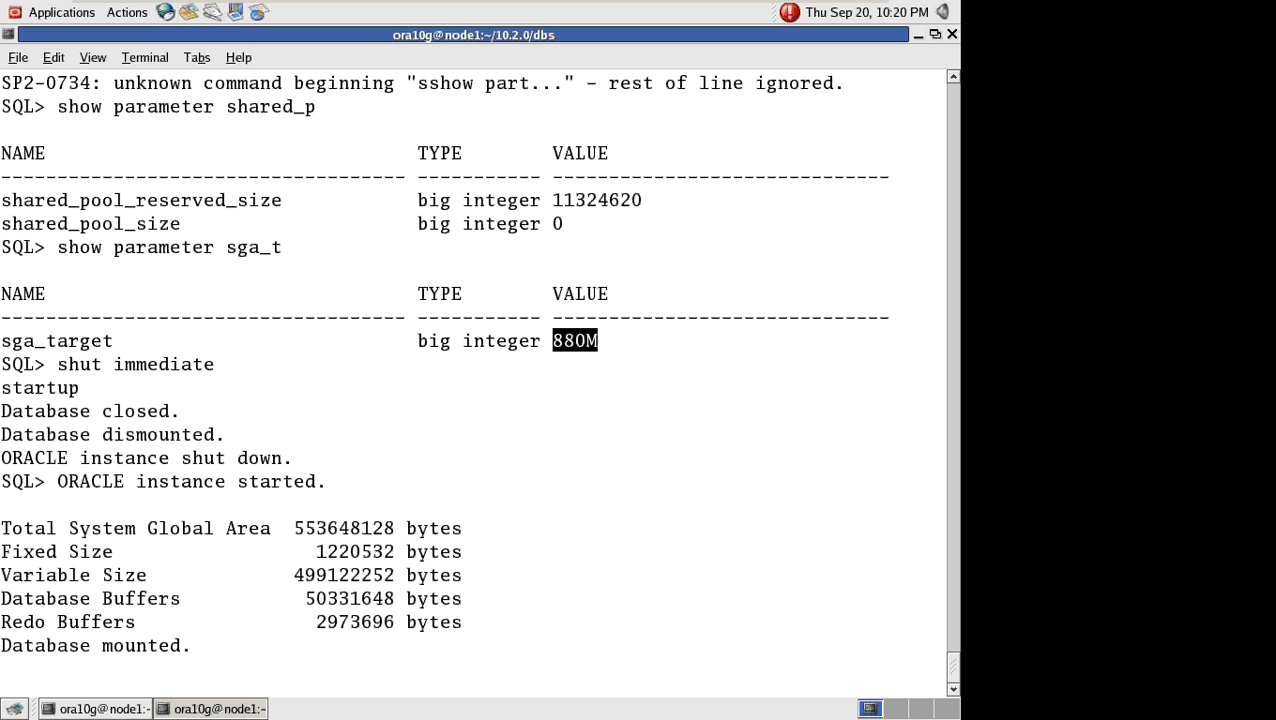 Applications Actions Thu Sep 20, 10:20 PM
ora10g@node1:~/10.2.0/dbs
File Edit View Terminal Tabs Help
SP2-0734: unknown command beginning "sshow part..." - rest of line ignored.
SQL> show parameter shared_p
NAME TYPE VALUE
------------------------------------ ----------- ------------------------------
shared_pool_reserved_size big integer 11324620
shared_pool_size big integer 0
SQL> show parameter sga_t
NAME TYPE VALUE
------------------------------------ ----------- ------------------------------
sga_target big integer 880M
SQL> shut immediate
startup
Database closed.
Database dismounted.
ORACLE instance shut down.
SQL> ORACLE instance started.
Total System Global Area 553648128 bytes
Fixed Size 1220532 bytes
Variable Size 499122252 bytes
Database Buffers 50331648 bytes
Redo Buffers 2973696 bytes
Database mounted.
ora10g@node1:- ora10g@node1:-